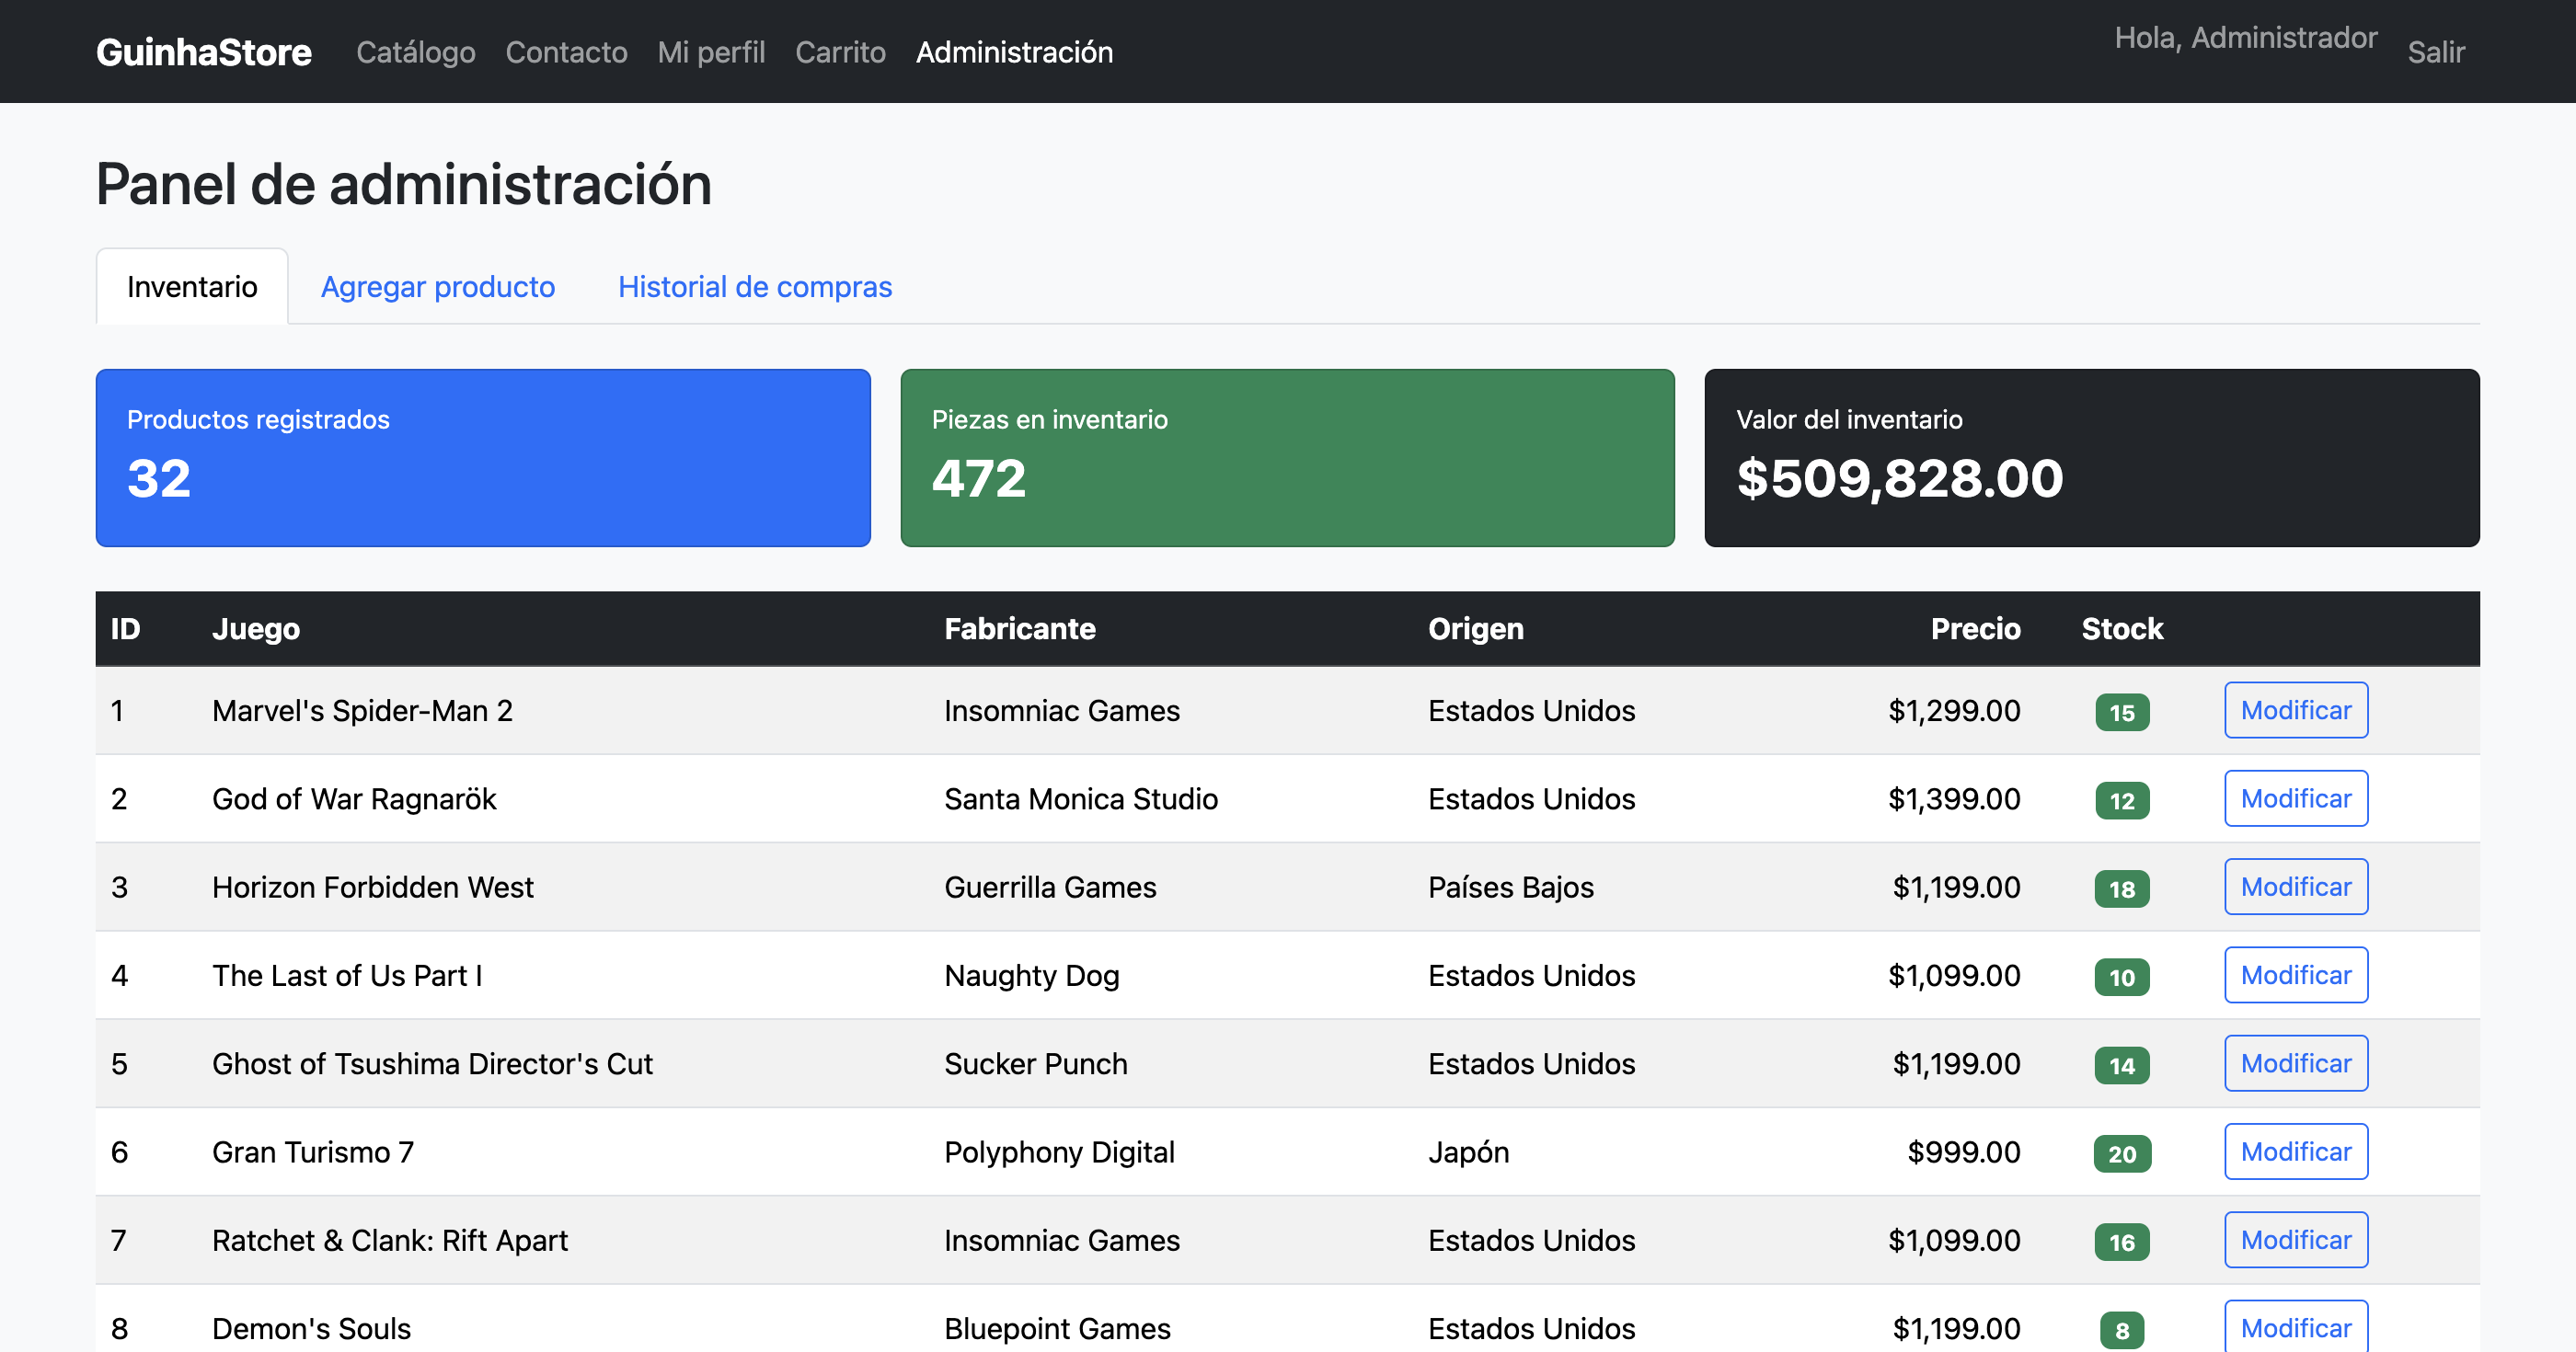 GuinhaStore Catálogo Contacto Mi perfil Carrito Administración Hola, Administrador Salir
Panel de administración
Inventario Agregar producto Historial de compras
Productos registrados Piezas en inventario Valor del inventario
32 472 $509,828.00
ID Juego Fabricante Origen Precio Stock
1 Marvel's Spider-Man 2 Insomniac Games Estados Unidos $1,299.00 15 Modificar
2 God of War Ragnarök Santa Monica Studio Estados Unidos $1,399.00 12 Modificar
3 Horizon Forbidden West Guerrilla Games Países Bajos $1,199.00 18 Modificar
4 The Last of Us Part I Naughty Dog Estados Unidos $1,099.00 10 Modificar
5 Ghost of Tsushima Director's Cut Sucker Punch Estados Unidos $1,199.00 14 Modificar
6 Gran Turismo 7 Polyphony Digital Japón $999.00 20 Modificar
7 Ratchet & Clank: Rift Apart Insomniac Games Estados Unidos $1,099.00 16 Modificar
8 Demon's Souls Bluepoint Games Estados Unidos $1,199.00 8 Modificar